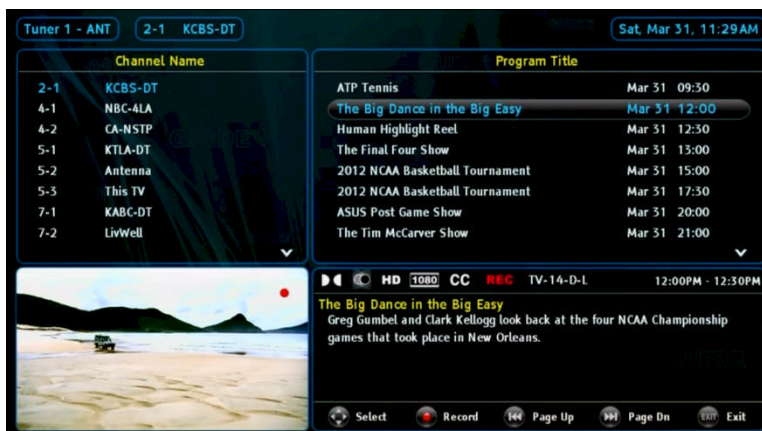 Tuner 1 - ANT 2-1 KCBS-DT Sat, Mar 31, 11:29AM
Channel Name
2-1 KCBS-DT
4-1 NBC-4LA
4-2 CA-NSTP
5-1 KTLA-DT
5-2 Antenna
5-3 This TV
7-1 KABC-DT
7-2 LivWell
Program Title
ATP Tennis Mar 31 09:30
The Big Dance in the Big Easy Mar 31 12:00
Human Highlight Reel Mar 31 12:30
The Final Four Show Mar 31 13:00
2012 NCAA Basketball Tournament Mar 31 15:00
2012 NCAA Basketball Tournament Mar 31 17:30
ASUS Post Game Show Mar 31 20:00
The Tim McCarver Show Mar 31 21:00
HD 1080 CC REC TV-14-D-L 12:00PM - 12:30PM
The Big Dance in the Big Easy
Greg Gumbel and Clark Kellogg look back at the four NCAA Championship
games that took place in New Orleans.
Select Record Page Up Page Dn EXIT Exit